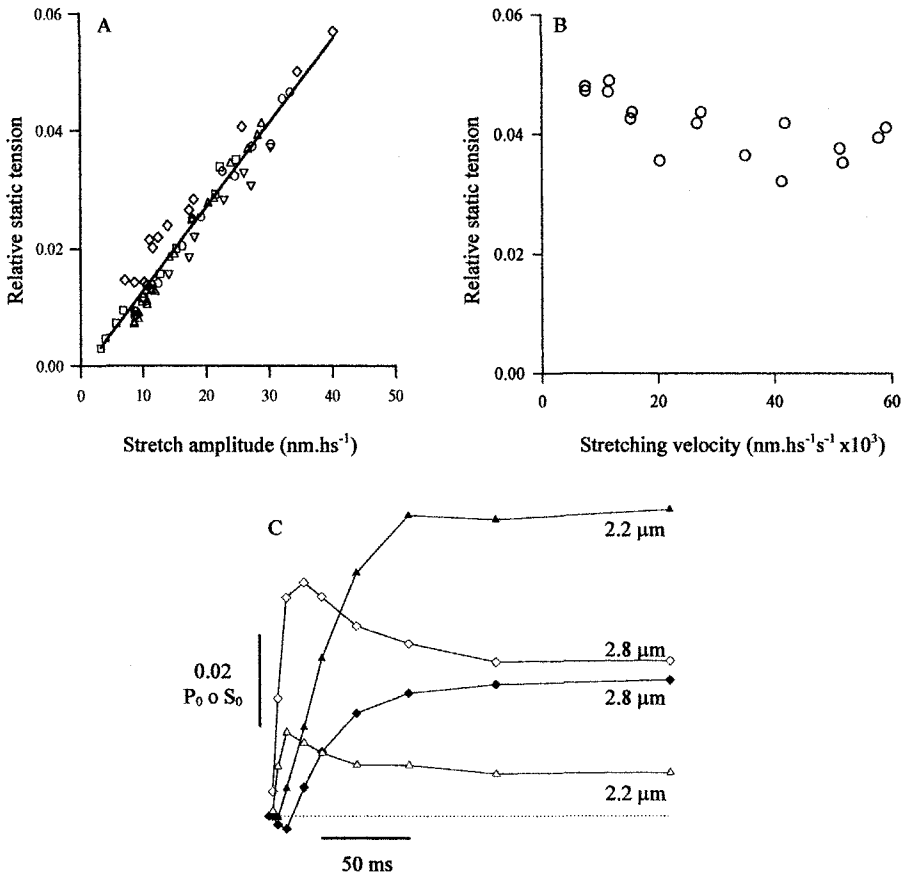 A
Relative static tension
0.06
0.04
0.02
0.00
0
10
20
30
40
50
Stretch amplitude (nm.hs⁻¹)
B
Relative static tension
0.06
0.04
0.02
0.00
0
20
40
60
Stretching velocity (nm.hs⁻¹s⁻¹ x10³)
C
0.02
P₀ o S₀
2.2 µm
2.8 µm
2.8 µm
2.2 µm
50 ms